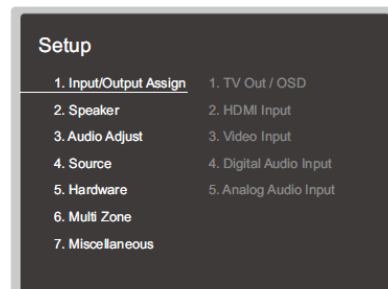 Setup
1. Input/Output Assign
2. Speaker
3. Audio Adjust
4. Source
5. Hardware
6. Multi Zone
7. Miscellaneous
1. TV Out / OSD
2. HDMI Input
3. Video Input
4. Digital Audio Input
5. Analog Audio Input